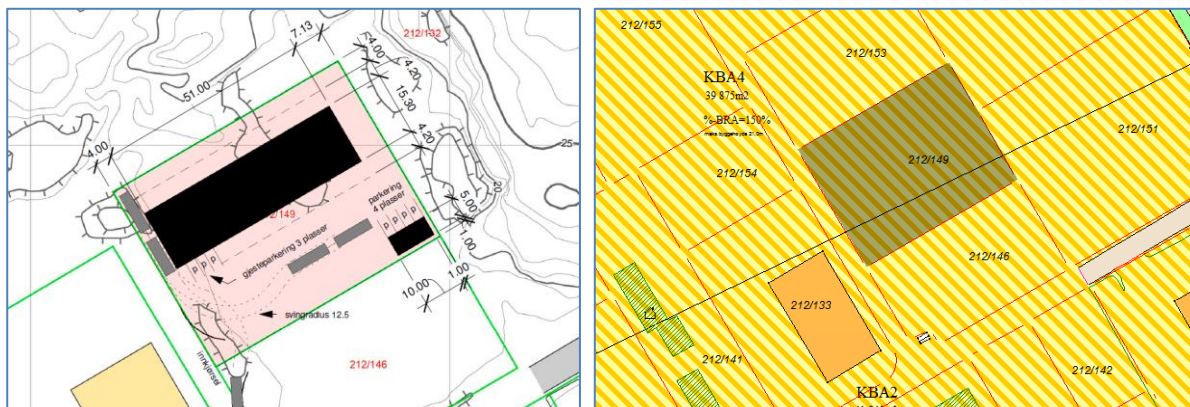 212/132
7.13
4.00
4.20
51.00
15.30
4.20
4.00
25
20
parkering
4 plasser
5.00
1.00
P P P P
2/149
gjesteparkering 3 plasser
P P P
1.00
10.00
svingradius 12.5
innkjørsel
212/146
212/155
212/153
KBA4
39 875m2
%-BRA=150%
212/151
212/149
212/154
212/146
212/133
212/141
212/142
KBA2